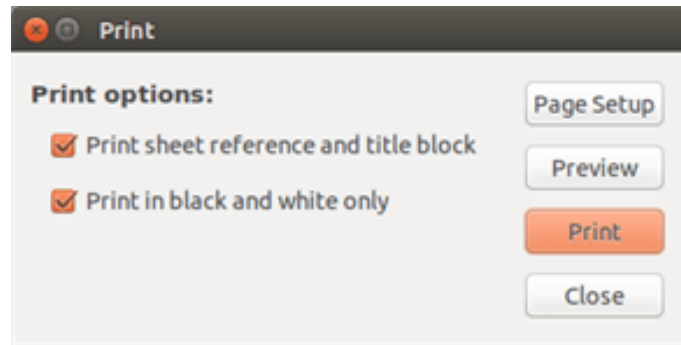 Print
Print options:
Print sheet reference and title block
Print in black and white only
Page Setup
Preview
Print
Close